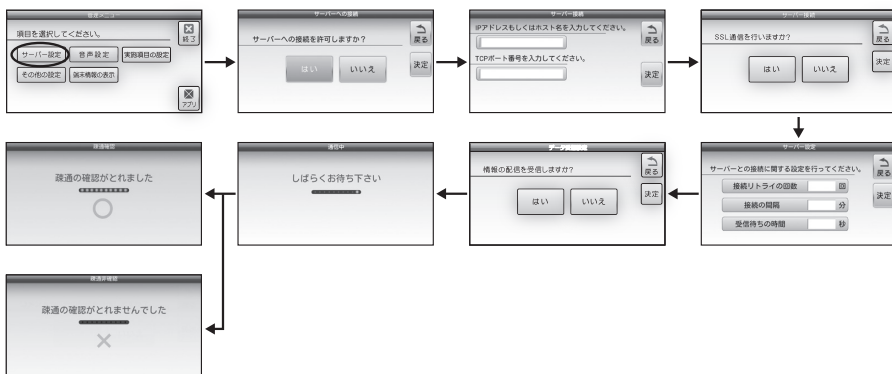 管理メニュー
項目を選択してください。
終了
サーバー設定
音声設定
実測項目の設定
その他の設定
端末情報の表示
アプリ
サーバーへの接続
サーバーへの接続を許可しますか？
戻る
はい
いいえ
決定
サーバー接続
IPアドレスもしくはホスト名を入力してください。
戻る
TCPポート番号を入力してください。
決定
サーバー接続
SSL通信を行いますか？
戻る
はい
いいえ
決定
サーバー設定
サーバーとの接続に関する設定を行ってください。
戻る
接続リトライの回数
回
決定
接続の間隔
分
受信待ちの時間
秒
情報の配信を受信しますか？
戻る
はい
いいえ
決定
通信中
しばらくお待ち下さい
疎通確認
疎通の確認がとれました
疎通非確認
疎通の確認がとれませんでした